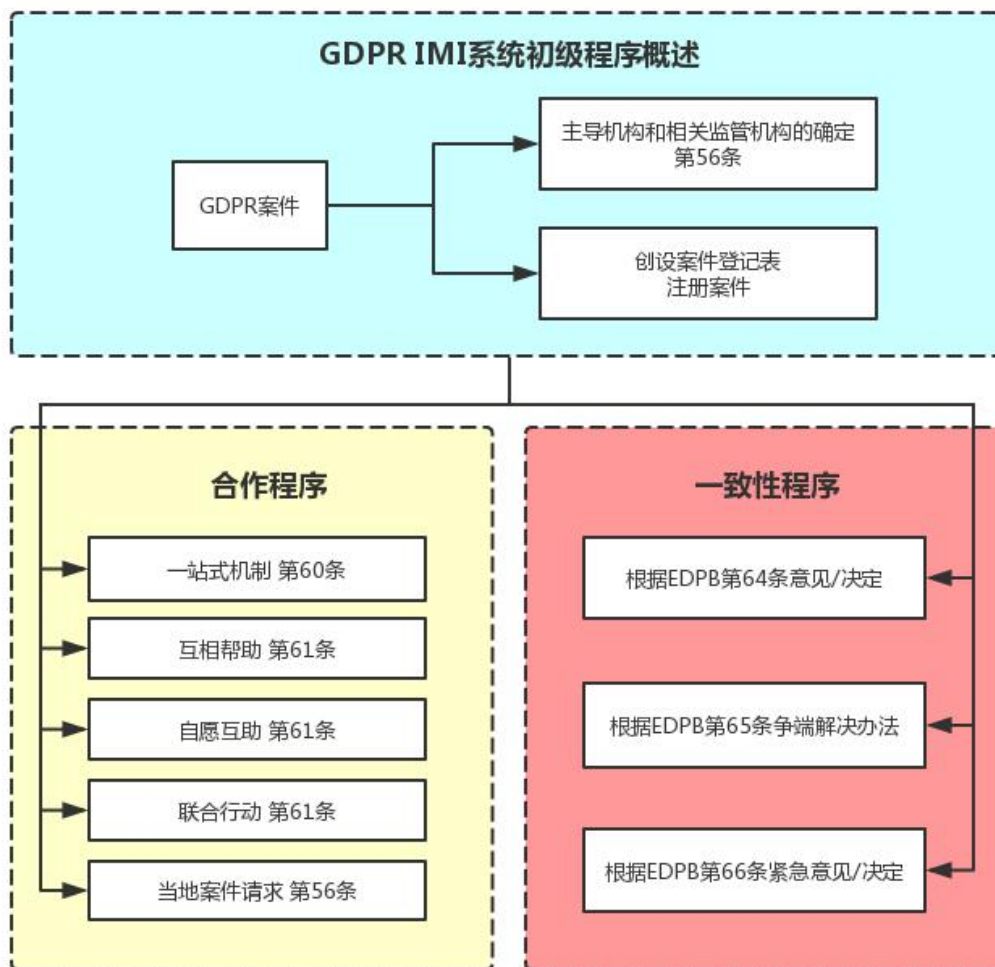 GDPR IMI系统初级程序概述
主导机构和相关监管机构的确定
第56条
GDPR案件
创设案件登记表
注册案件
合作程序
一站式机制 第60条
互相帮助 第61条
自愿互助 第61条
联合行动 第61条
当地案件请求 第56条
一致性程序
根据EDPB第64条意见/决定
根据EDPB第65条争端解决办法
根据EDPB第66条紧急意见/决定